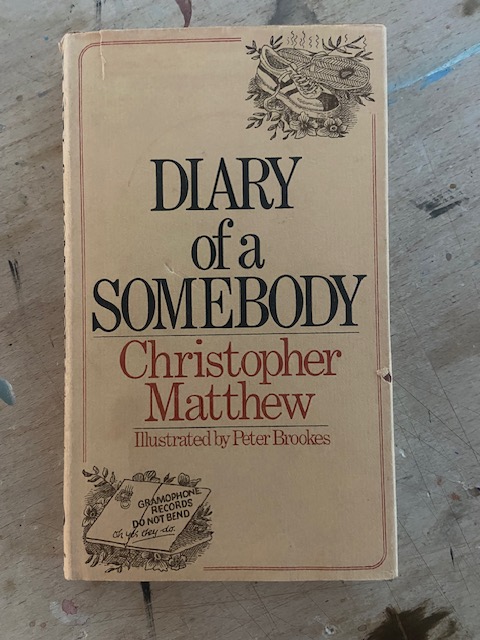 DIARY
of a
SOMEBODY
Christopher
Matthew
Illustrated by Peter Brookes
GRAMOPHONE
RECORDS
DO NOT BEND
Oh yes they do.